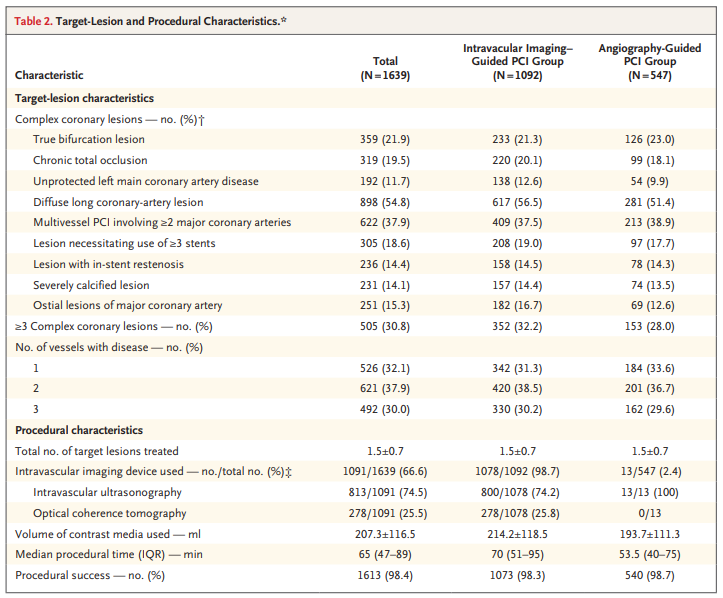 Table 2. Target-Lesion and Procedural Characteristics.*
Characteristic Total (N=1639) Intravascular Imaging–Guided PCI Group (N=1092) Angiography-Guided PCI Group (N=547)
Target-lesion characteristics
Complex coronary lesions — no. (%)†
True bifurcation lesion 359 (21.9) 233 (21.3) 126 (23.0)
Chronic total occlusion 319 (19.5) 220 (20.1) 99 (18.1)
Unprotected left main coronary artery disease 192 (11.7) 138 (12.6) 54 (9.9)
Diffuse long coronary-artery lesion 898 (54.8) 617 (56.5) 281 (51.4)
Multivessel PCI involving ≥2 major coronary arteries 622 (37.9) 409 (37.5) 213 (38.9)
Lesion necessitating use of ≥3 stents 305 (18.6) 208 (19.0) 97 (17.7)
Lesion with in-stent restenosis 236 (14.4) 158 (14.5) 78 (14.3)
Severely calcified lesion 231 (14.1) 157 (14.4) 74 (13.5)
Ostial lesions of major coronary artery 251 (15.3) 182 (16.7) 69 (12.6)
≥3 Complex coronary lesions — no. (%) 505 (30.8) 352 (32.2) 153 (28.0)
No. of vessels with disease — no. (%)
1 526 (32.1) 342 (31.3) 184 (33.6)
2 621 (37.9) 420 (38.5) 201 (36.7)
3 492 (30.0) 330 (30.2) 162 (29.6)
Procedural characteristics
Total no. of target lesions treated 1.5±0.7 1.5±0.7 1.5±0.7
Intravascular imaging device used — no./total no. (%)‡ 1091/1639 (66.6) 1078/1092 (98.7) 13/547 (2.4)
Intravascular ultrasonography 813/1091 (74.5) 800/1078 (74.2) 13/13 (100)
Optical coherence tomography 278/1091 (25.5) 278/1078 (25.8) 0/13
Volume of contrast media used — ml 207.3±116.5 214.2±118.5 193.7±111.3
Median procedural time (IQR) — min 65 (47–89) 70 (51–95) 53.5 (40–75)
Procedural success — no. (%) 1613 (98.4) 1073 (98.3) 540 (98.7)